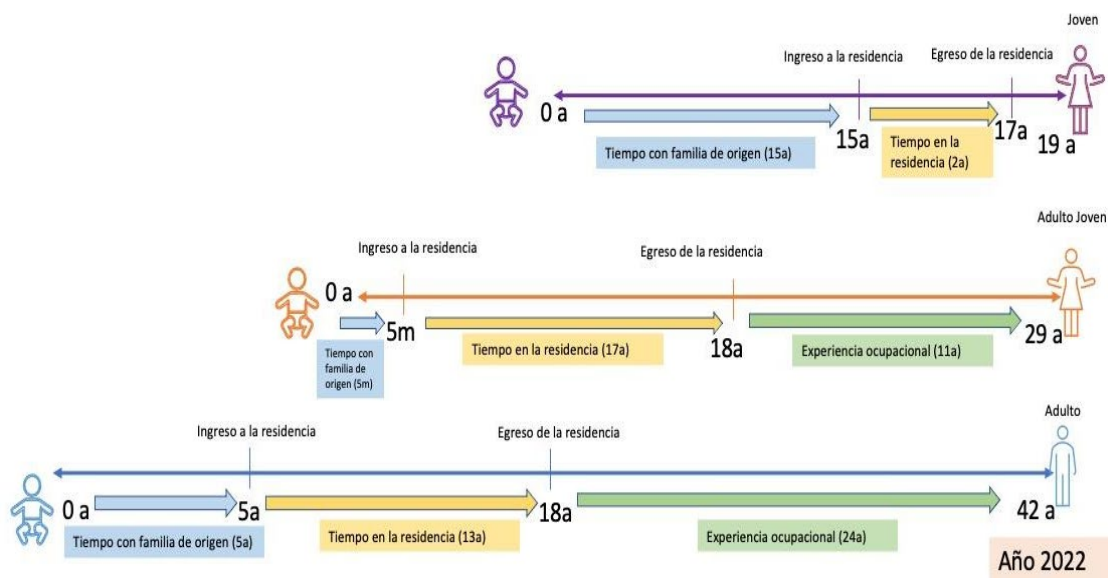 Joven
Ingreso a la residencia
Egreso de la residencia
0 a
15a
17a
19 a
Tiempo con familia de origen (15a)
Tiempo en la
residencia (2a)
Adulto Joven
Ingreso a la residencia
Egreso de la residencia
0 a
5m
18a
29 a
Tiempo con
familia de
origen (5m)
Tiempo en la residencia (17a)
Experiencia ocupacional (11a)
Adulto
Ingreso a la residencia
Egreso de la residencia
0 a
5a
18a
42 a
Tiempo con familia de origen (5a)
Tiempo en la residencia (13a)
Experiencia ocupacional (24a)
Año 2022